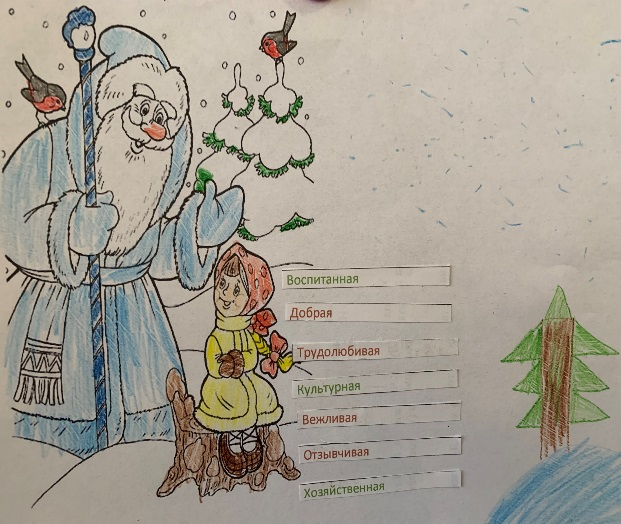 Воспитанная
Добрая
Трудолюбивая
Культурная
Вежливая
Отзывчивая
Хозяйственная